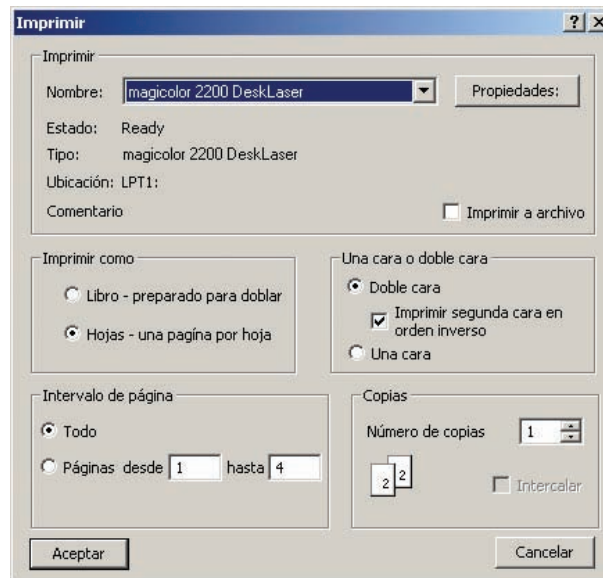 Imprimir
Imprimir
Nombre: magicolor 2200 DeskLaser Propiedades:
Estado: Ready
Tipo: magicolor 2200 DeskLaser
Ubicación: LPT1:
Comentario Imprimir a archivo
Imprimir como
Libro - preparado para doblar
Hojas - una pagína por hoja
Una cara o doble cara
Doble cara
Imprimir segunda cara en
orden inverso
Una cara
Intervalo de página
Todo
Páginas desde 1 hasta 4
Copias
Número de copias 1
2 2
Intercalar
Aceptar Cancelar